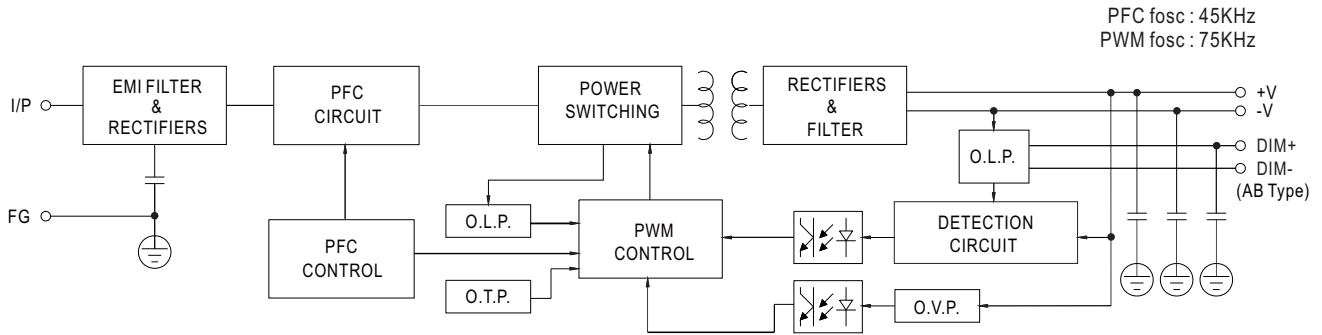 PFC fosc : 45KHz
PWM fosc : 75KHz
I/P
EMI FILTER
&
RECTIFIERS
PFC
CIRCUIT
POWER
SWITCHING
RECTIFIERS
&
FILTER
+V
-V
O.L.P.
DIM+
DIM-
(AB Type)
FG
O.L.P.
PFC
CONTROL
PWM
CONTROL
DETECTION
CIRCUIT
O.T.P.
O.V.P.